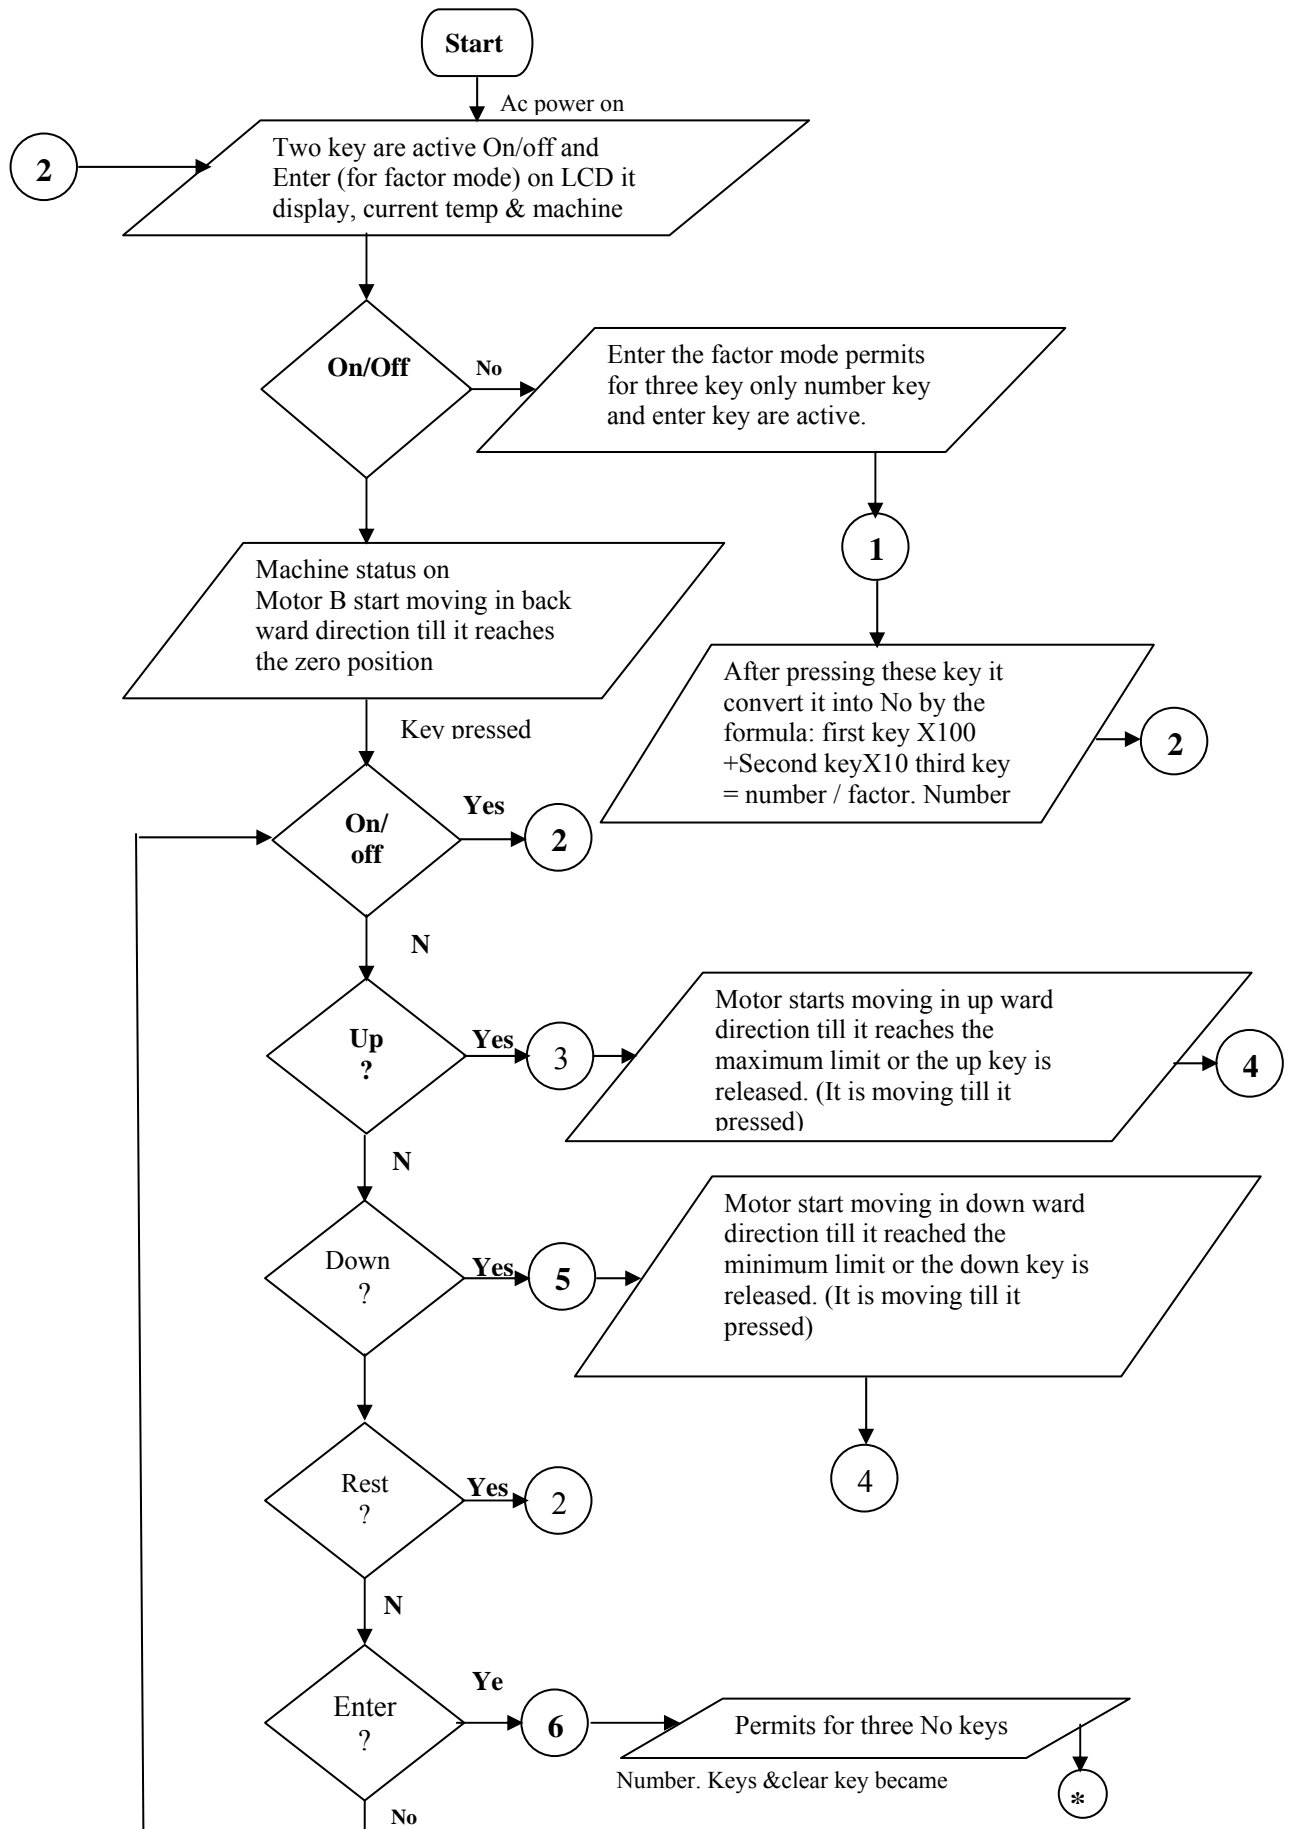 Start
Ac power on
2
Two key are active On/off and
Enter (for factor mode) on LCD it
display, current temp & machine
On/Off
No
Enter the factor mode permits
for three key only number key
and enter key are active.
1
Machine status on
Motor B start moving in back
ward direction till it reaches
the zero position
After pressing these key it
convert it into No by the
formula: first key X100
+Second keyX10 third key
= number / factor. Number
2
Key pressed
On/
off
Yes
2
N
Up
?
Yes
3
Motor starts moving in up ward
direction till it reaches the
maximum limit or the up key is
released. (It is moving till it
pressed)
4
N
Down
?
Yes
5
Motor start moving in down ward
direction till it reached the
minimum limit or the down key is
released. (It is moving till it
pressed)
4
Rest
?
Yes
2
N
Enter
?
Ye
6
Permits for three No keys
Number. Keys &clear key became
*
No